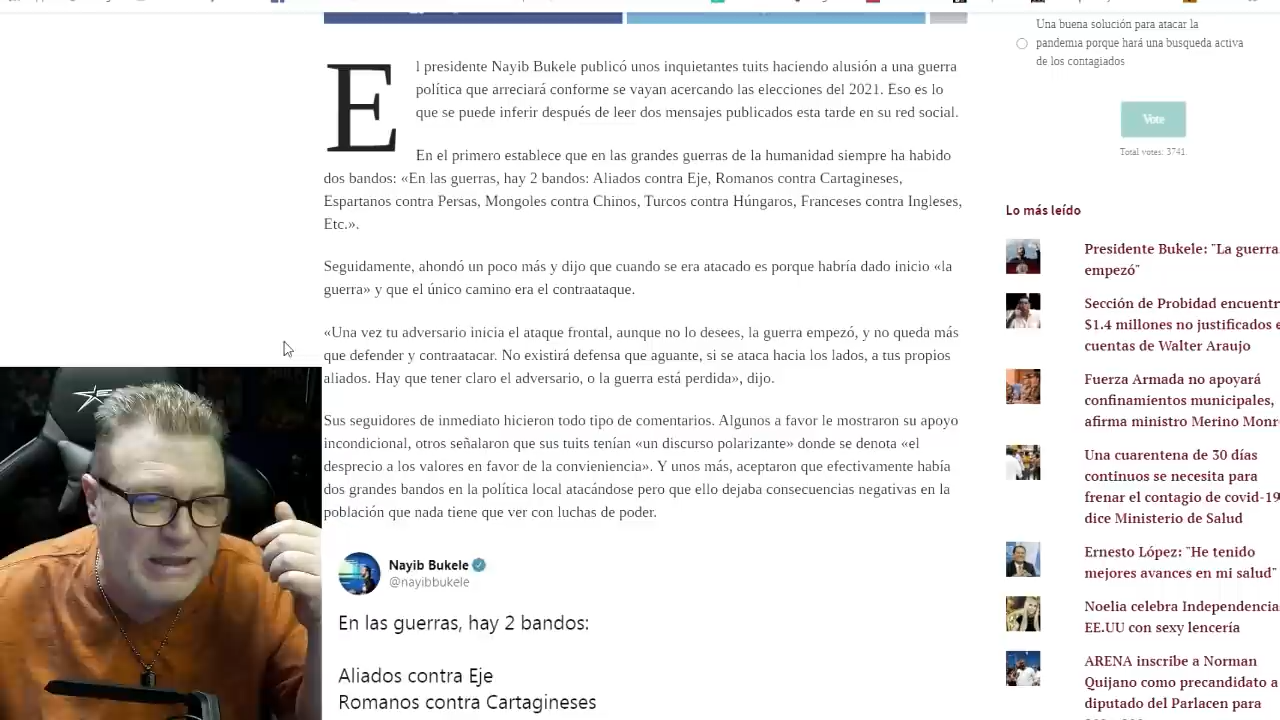 El presidente Nayib Bukele publicó unos inquietantes tuits haciendo alusión a una guerra
política que arreciará conforme se vayan acercando las elecciones del 2021. Eso es lo
que se puede inferir después de leer dos mensajes publicados esta tarde en su red social.
En el primero establece que en las grandes guerras de la humanidad siempre ha habido
dos bandos: «En las guerras, hay 2 bandos: Aliados contra Eje, Romanos contra Cartagineses,
Espartanos contra Persas, Mongoles contra Chinos, Turcos contra Húngaros, Franceses contra Ingleses,
Etc.».
Seguidamente, ahondó un poco más y dijo que cuando se era atacado es porque habría dado inicio «la
guerra» y que el único camino era el contraataque.
«Una vez tu adversario inicia el ataque frontal, aunque no lo desees, la guerra empezó, y no queda más
que defender y contraatacar. No existirá defensa que aguante, si se ataca hacia los lados, a tus propios
aliados. Hay que tener claro el adversario, o la guerra está perdida», dijo.
Sus seguidores de inmediato hicieron todo tipo de comentarios. Algunos a favor le mostraron su apoyo
incondicional, otros señalaron que sus tuits tenían «un discurso polarizante» donde se denota «el
desprecio a los valores en favor de la convieniencia». Y unos más, aceptaron que efectivamente había
dos grandes bandos en la política local atacándose pero que ello dejaba consecuencias negativas en la
población que nada tiene que ver con luchas de poder.
Nayib Bukele
@nayibbukele
En las guerras, hay 2 bandos:
Aliados contra Eje
Romanos contra Cartagineses
Una buena solución para atacar la
pandemia porque hará una busqueda activa
de los contagiados
Vote
Total votes: 3741
Lo más leído
Presidente Bukele: "La guerra
empezó"
Sección de Probidad encuentr
$1.4 millones no justificados e
cuentas de Walter Araujo
Fuerza Armada no apoyará
confinamientos municipales,
afirma ministro Merino Monr
Una cuarentena de 30 días
continuos se necesita para
frenar el contagio de covid-19
dice Ministerio de Salud
Ernesto López: "He tenido
mejores avances en mi salud"
Noelia celebra Independencia
EE.UU con sexy lencería
ARENA inscribe a Norman
Quijano como precandidato a
diputado del Parlacen para